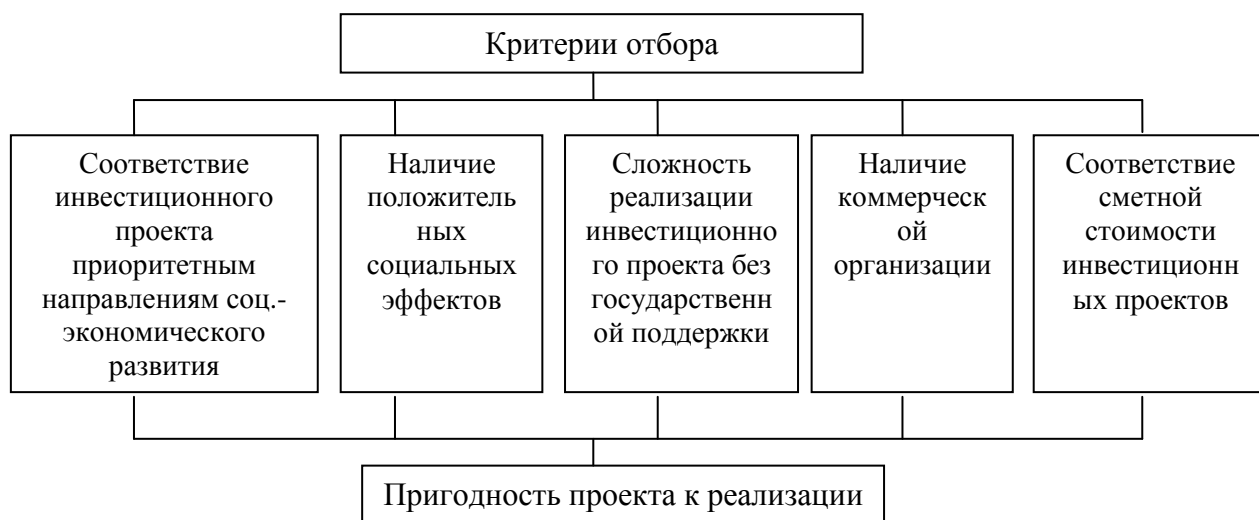 Критерии отбора
Соответствие
инвестиционного
проекта
приоритетным
направлениям соц.-
экономического
развития
Наличие
положитель
ных
социальных
эффектов
Сложность
реализации
инвестиционно
го проекта без
государственн
ой поддержки
Наличие
коммерческ
ой
организации
Соответствие
сметной
стоимости
инвестиционн
ых проектов
Пригодность проекта к реализации